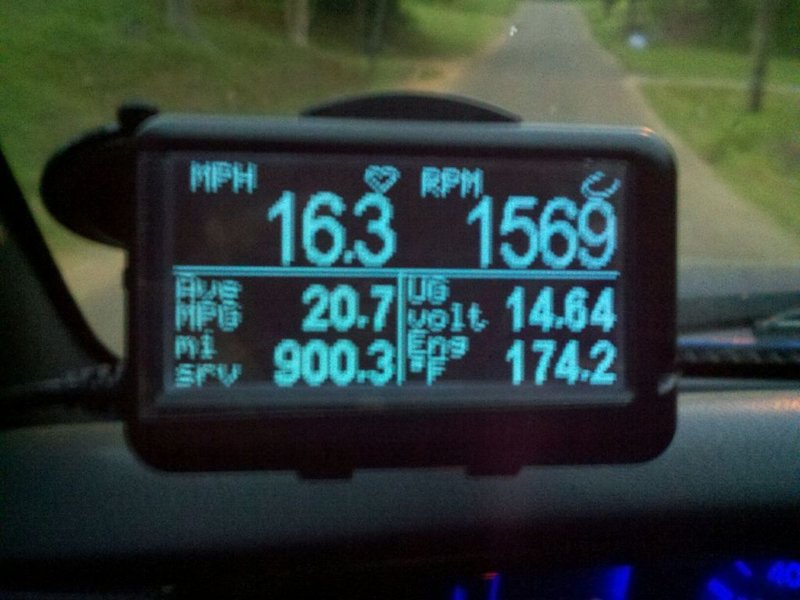 MPH RPM
16.3 1569
Ave MPG 20.7 UG volt 14.64
mi srv 900.3 Eng °F 174.2
40